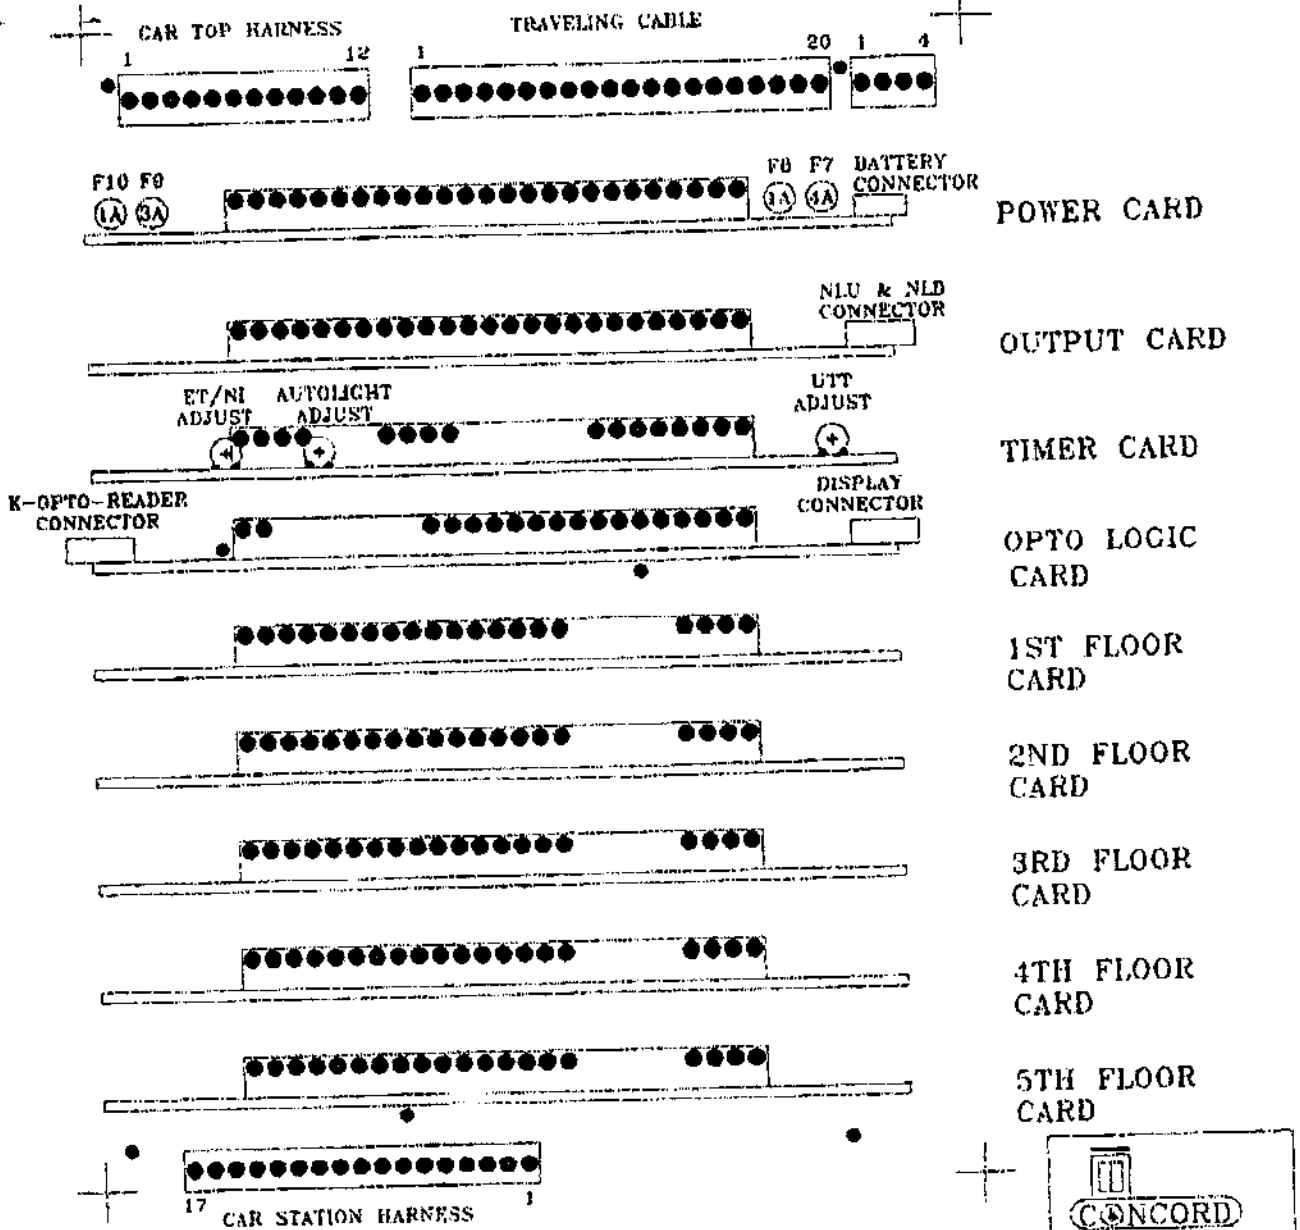 CAR TOP HARNESS
TRAVELING CABLE
1 12 1 20 1 4
F10 F9
1A 3A
F8 F7
1A 4A
BATTERY
CONNECTOR
POWER CARD
NLU & NLD
CONNECTOR
OUTPUT CARD
ET/NI
ADJUST
AUTOLIGHT
ADJUST
UTT
ADJUST
TIMER CARD
K-OPTO-READER
CONNECTOR
DISPLAY
CONNECTOR
OPTO LOGIC
CARD
1ST FLOOR
CARD
2ND FLOOR
CARD
3RD FLOOR
CARD
4TH FLOOR
CARD
5TH FLOOR
CARD
17 1
CAR STATION HARNESS
CONCORD